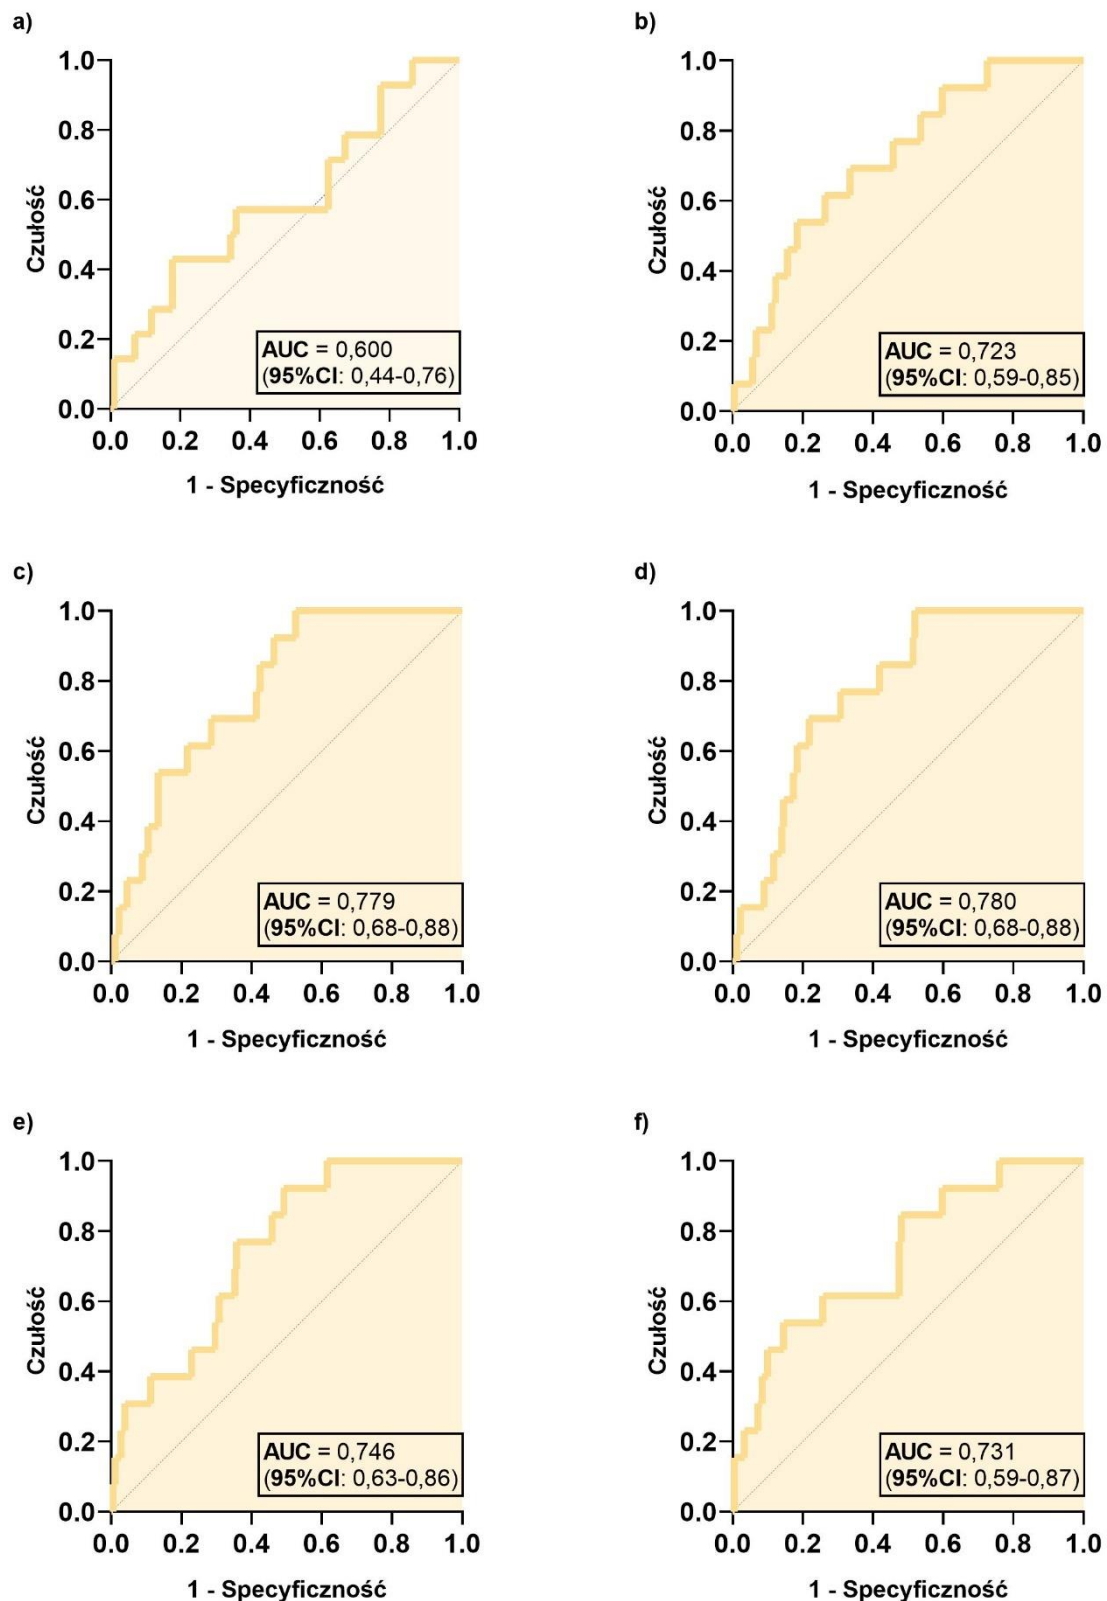 a)
1.0
0.8
0.6
0.4
0.2
0.0
Czułość
AUC = 0,600
(95%CI: 0,44-0,76)
0.0 0.2 0.4 0.6 0.8 1.0
1 - Specyficzność
b)
1.0
0.8
0.6
0.4
0.2
0.0
Czułość
AUC = 0,723
(95%CI: 0,59-0,85)
0.0 0.2 0.4 0.6 0.8 1.0
1 - Specyficzność
c)
1.0
0.8
0.6
0.4
0.2
0.0
Czułość
AUC = 0,779
(95%CI: 0,68-0,88)
0.0 0.2 0.4 0.6 0.8 1.0
1 - Specyficzność
d)
1.0
0.8
0.6
0.4
0.2
0.0
Czułość
AUC = 0,780
(95%CI: 0,68-0,88)
0.0 0.2 0.4 0.6 0.8 1.0
1 - Specyficzność
e)
1.0
0.8
0.6
0.4
0.2
0.0
Czułość
AUC = 0,746
(95%CI: 0,63-0,86)
0.0 0.2 0.4 0.6 0.8 1.0
1 - Specyficzność
f)
1.0
0.8
0.6
0.4
0.2
0.0
Czułość
AUC = 0,731
(95%CI: 0,59-0,87)
0.0 0.2 0.4 0.6 0.8 1.0
1 - Specyficzność